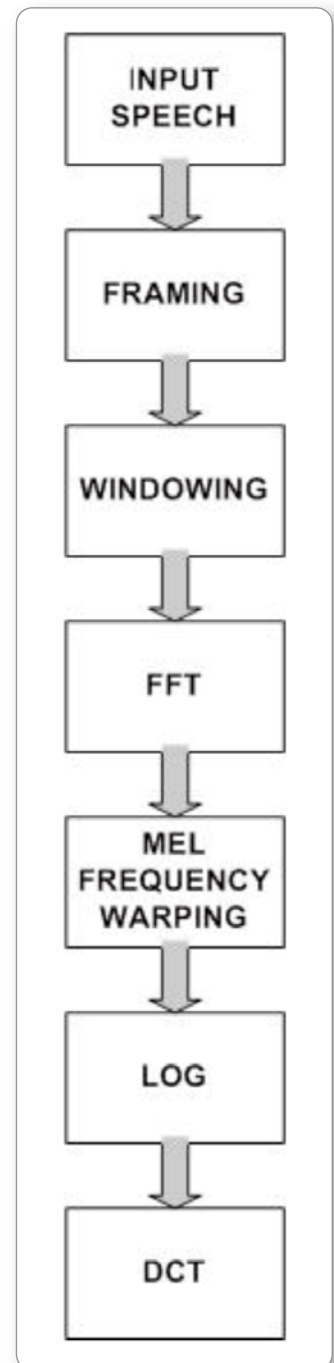 INPUT
SPEECH
FRAMING
WINDOWING
FFT
MEL
FREQUENCY
WARPING
LOG
DCT